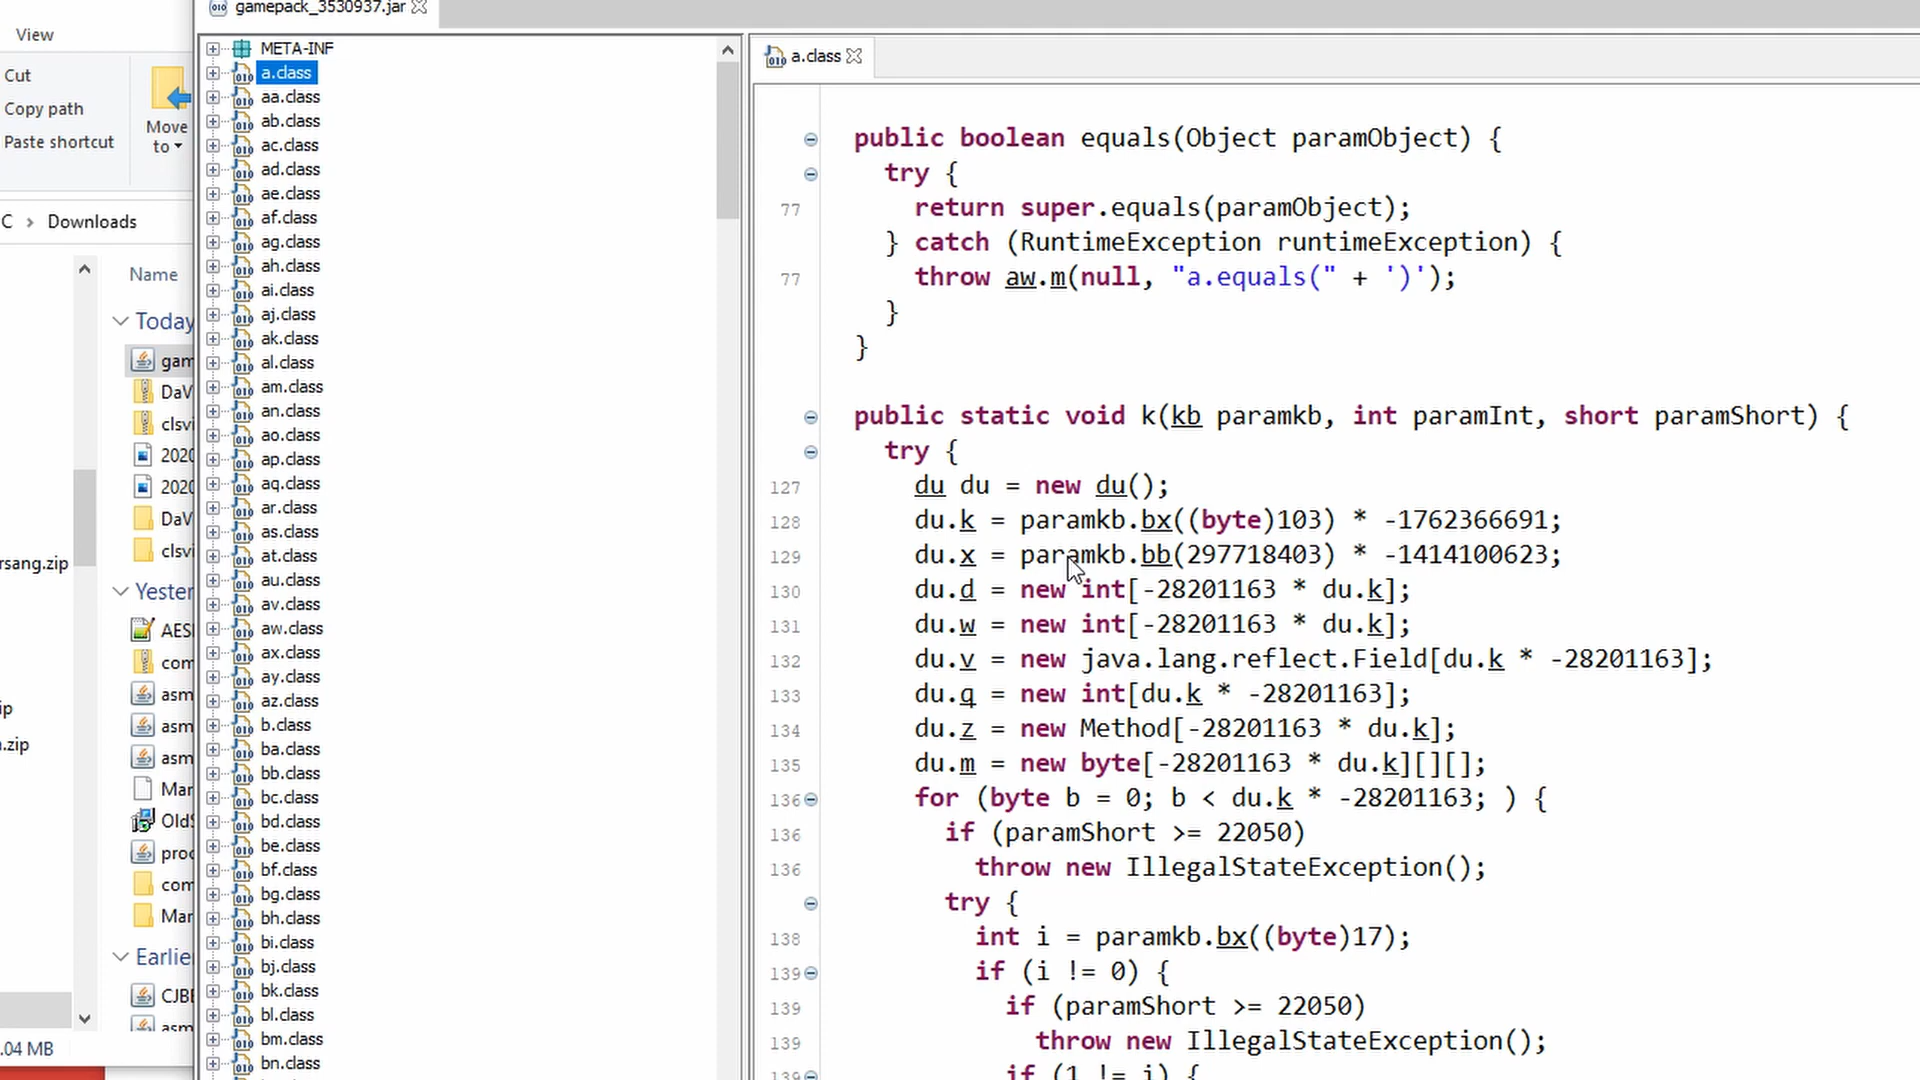 gamepack_3530937.jar
View
Cut
Copy path
Paste shortcut
Move
to
C > Downloads
Name
Today
gam
DaV
clsvi
2020
2020
DaV
clsvi
rsang.zip
Yester
AESI
com
asm
ip
asm
.zip
asm
Mar
OldS
proc
com
Mar
Earlie
CJBE
asm
.04 MB
META-INF
a.class
aa.class
ab.class
ac.class
ad.class
ae.class
af.class
ag.class
ah.class
ai.class
aj.class
ak.class
al.class
am.class
an.class
ao.class
ap.class
aq.class
ar.class
as.class
at.class
au.class
av.class
aw.class
ax.class
ay.class
az.class
b.class
ba.class
bb.class
bc.class
bd.class
be.class
bf.class
bg.class
bh.class
bi.class
bj.class
bk.class
bl.class
bm.class
bn.class
a.class
public boolean equals(Object paramObject) {
try {
77 return super.equals(paramObject);
} catch (RuntimeException runtimeException) {
77 throw aw.m(null, "a.equals(" + ')');
}
}
public static void k(kb paramkb, int paramInt, short paramShort) {
try {
127 du du = new du();
128 du.k = paramkb.bx((byte)103) * -1762366691;
129 du.x = paramkb.bb(297718403) * -1414100623;
130 du.d = new int[-28201163 * du.k];
131 du.w = new int[-28201163 * du.k];
132 du.v = new java.lang.reflect.Field[du.k * -28201163];
133 du.q = new int[du.k * -28201163];
134 du.z = new Method[-28201163 * du.k];
135 du.m = new byte[-28201163 * du.k][][];
136 for (byte b = 0; b < du.k * -28201163; ) {
136 if (paramShort >= 22050)
136 throw new IllegalStateException();
try {
138 int i = paramkb.bx((byte)17);
139 if (i != 0) {
139 if (paramShort >= 22050)
139 throw new IllegalStateException();
139 if (1 != i) {